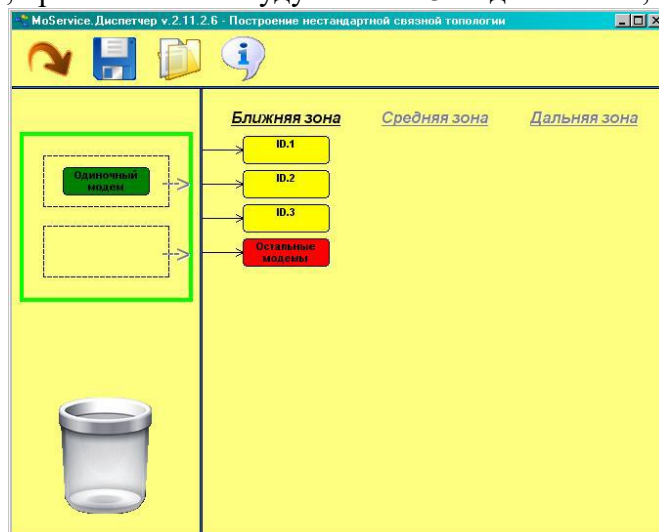 MoService.Диспетчер v.2.11.2.6 - Построение нестандартной связной топологии
Ближняя зона Средняя зона Дальняя зона
ID.1
Одиночный
модем
ID.2
ID.3
Остальные
модемы